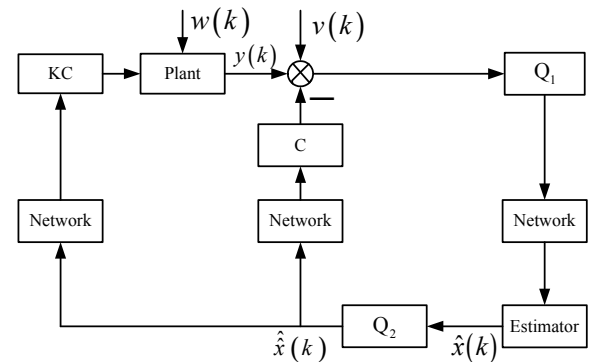 w(k)
v(k)
KC
Plant
y(k)
Q₁
C
Network
Network
Network
x̂̂(k)
Q₂
x̂(k)
Estimator